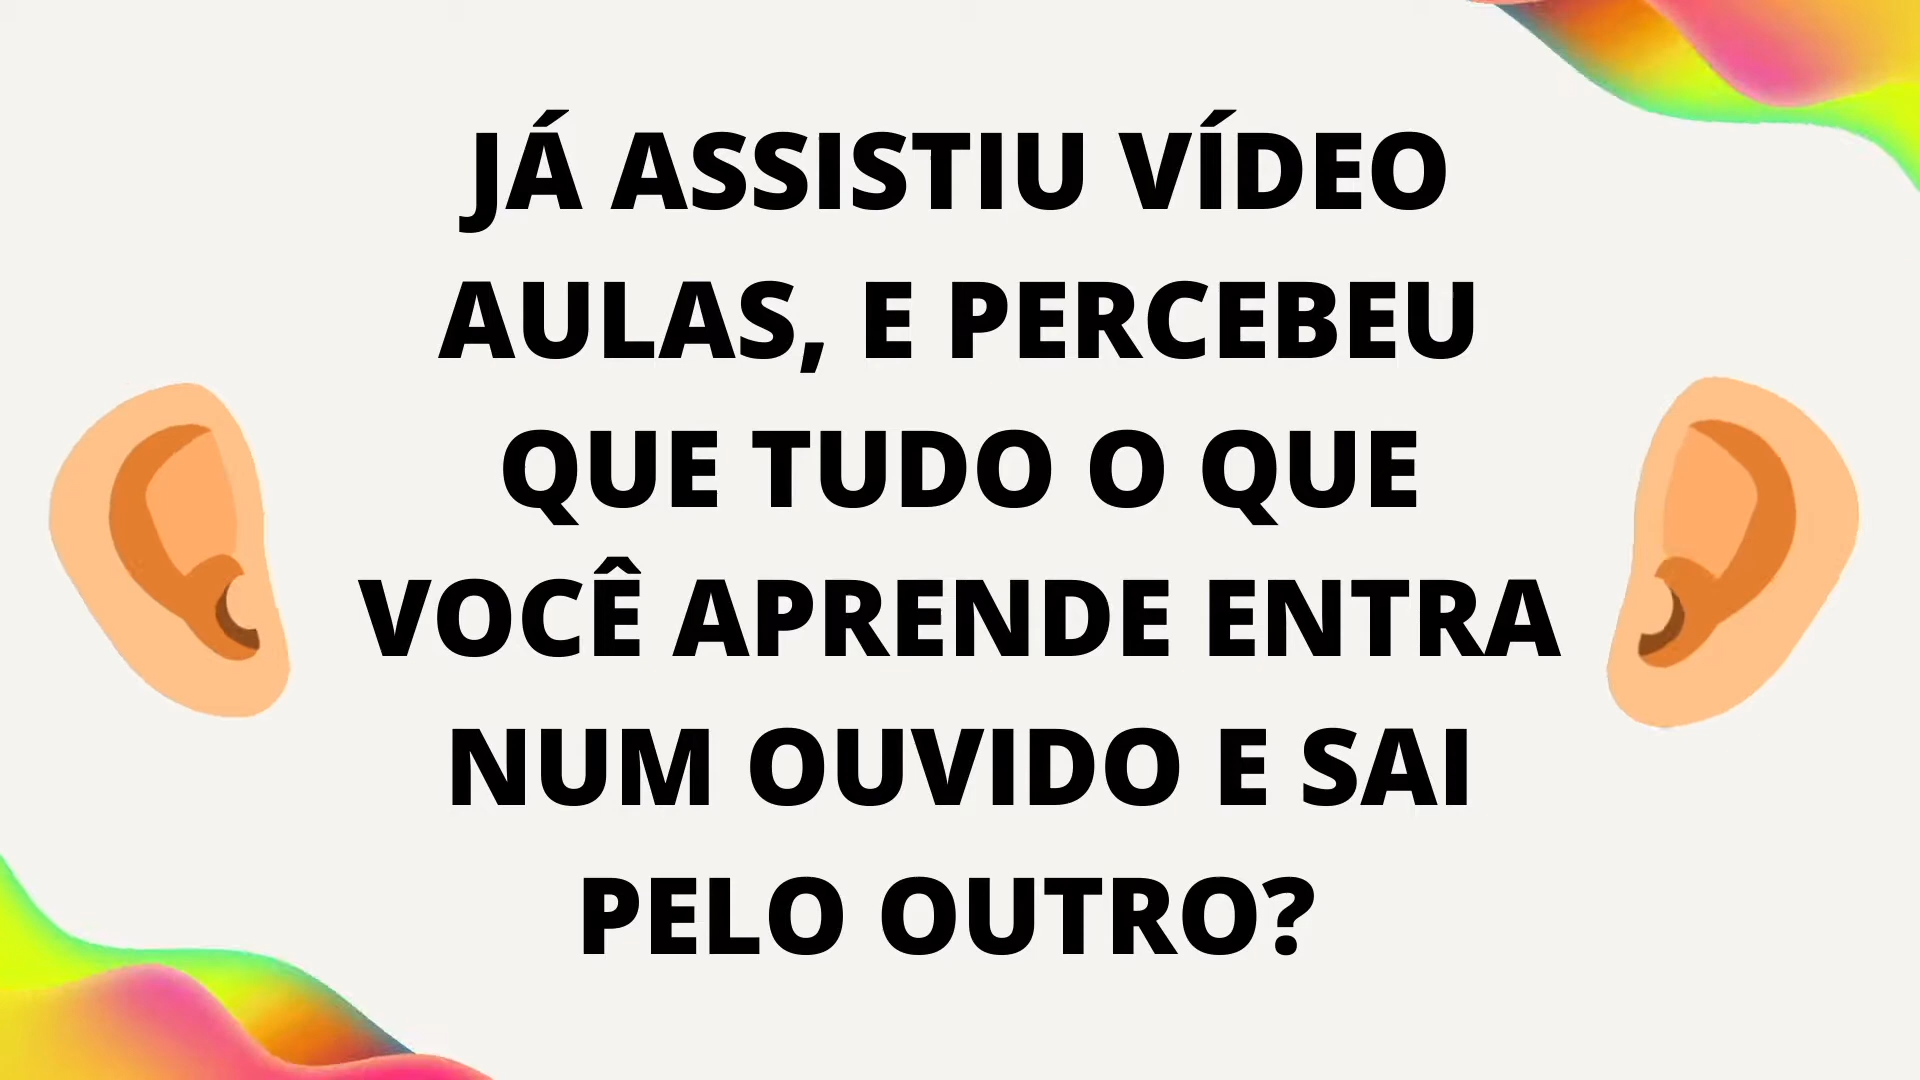 JÁ ASSISTIU VÍDEO
AULAS, E PERCEBEU
QUE TUDO O QUE
VOCÊ APRENDE ENTRA
NUM OUVIDO E SAI
PELO OUTRO?